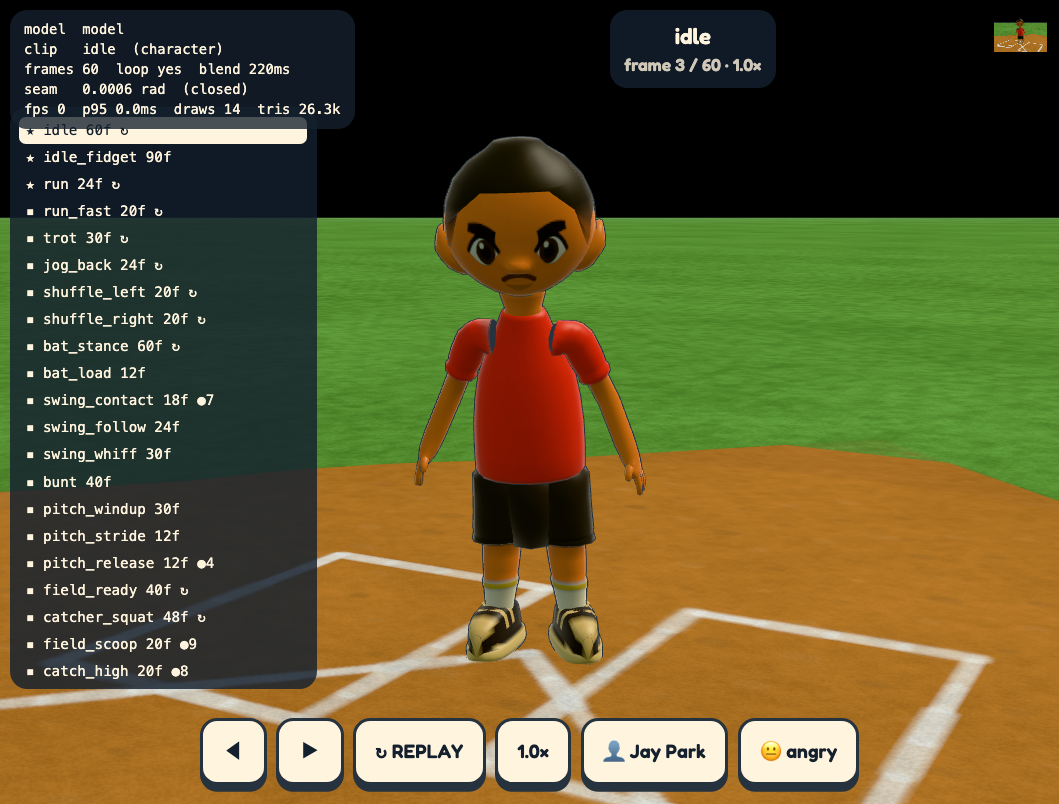 model model
clip idle (character)
frames 60 loop yes blend 220ms
seam 0.0006 rad (closed)
fps 0 p95 0.0ms draws 14 tris 26.3k
idle
frame 3 / 60 · 1.0x
★ idle 60f ↻
★ idle_fidget 90f
★ run 24f ↻
▪ run_fast 20f ↻
▪ trot 30f ↻
▪ jog_back 24f ↻
▪ shuffle_left 20f ↻
▪ shuffle_right 20f ↻
▪ bat_stance 60f ↻
▪ bat_load 12f
▪ swing_contact 18f ●7
▪ swing_follow 24f
▪ swing_whiff 30f
▪ bunt 40f
▪ pitch_windup 30f
▪ pitch_stride 12f
▪ pitch_release 12f ●4
▪ field_ready 40f ↻
▪ catcher_squat 48f ↻
▪ field_scoop 20f ●9
▪ catch_high 20f ●8
◀ ▶ ↻ REPLAY 1.0x 👤 Jay Park 😐 angry